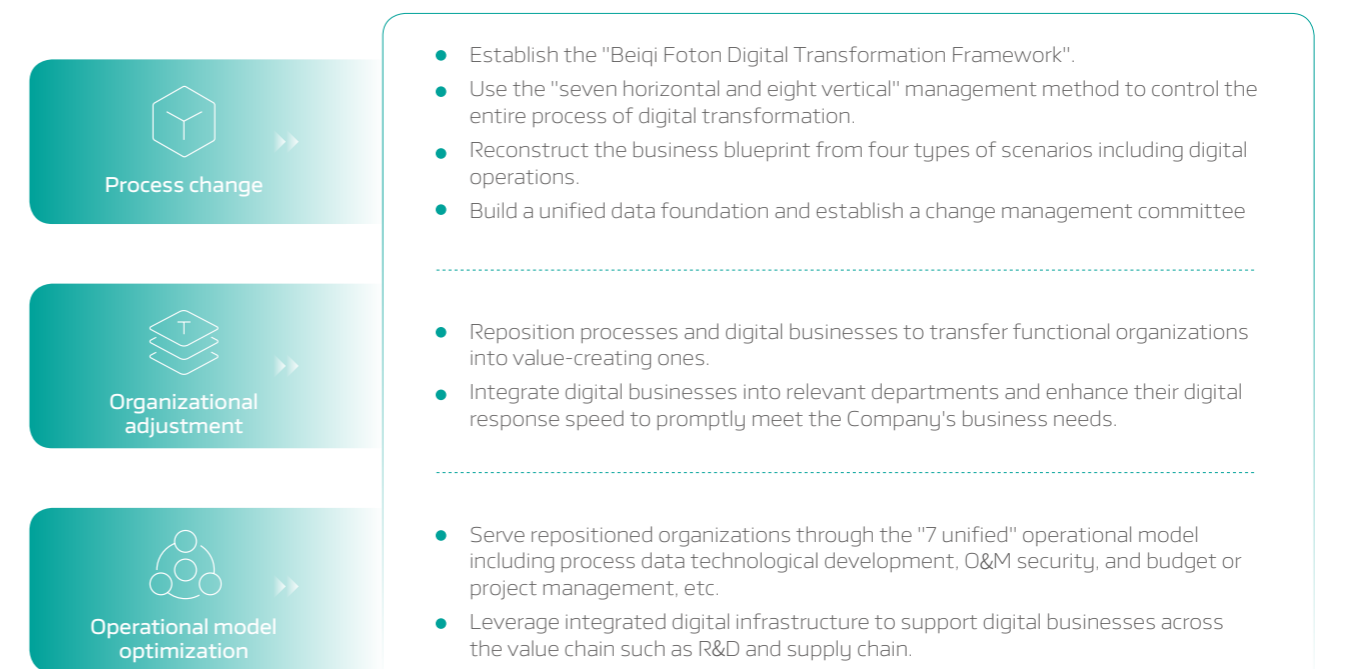 Process change
Establish the "Beiqi Foton Digital Transformation Framework".
Use the "seven horizontal and eight vertical" management method to control the
entire process of digital transformation.
Reconstruct the business blueprint from four types of scenarios including digital
operations.
Build a unified data foundation and establish a change management committee
T
Organizational
adjustment
Reposition processes and digital businesses to transfer functional organizations
into value-creating ones.
Integrate digital businesses into relevant departments and enhance their digital
response speed to promptly meet the Company's business needs.
Operational model
optimization
Serve repositioned organizations through the "7 unified" operational model
including process data technological development, O&M security, and budget or
project management, etc.
Leverage integrated digital infrastructure to support digital businesses across
the value chain such as R&D and supply chain.